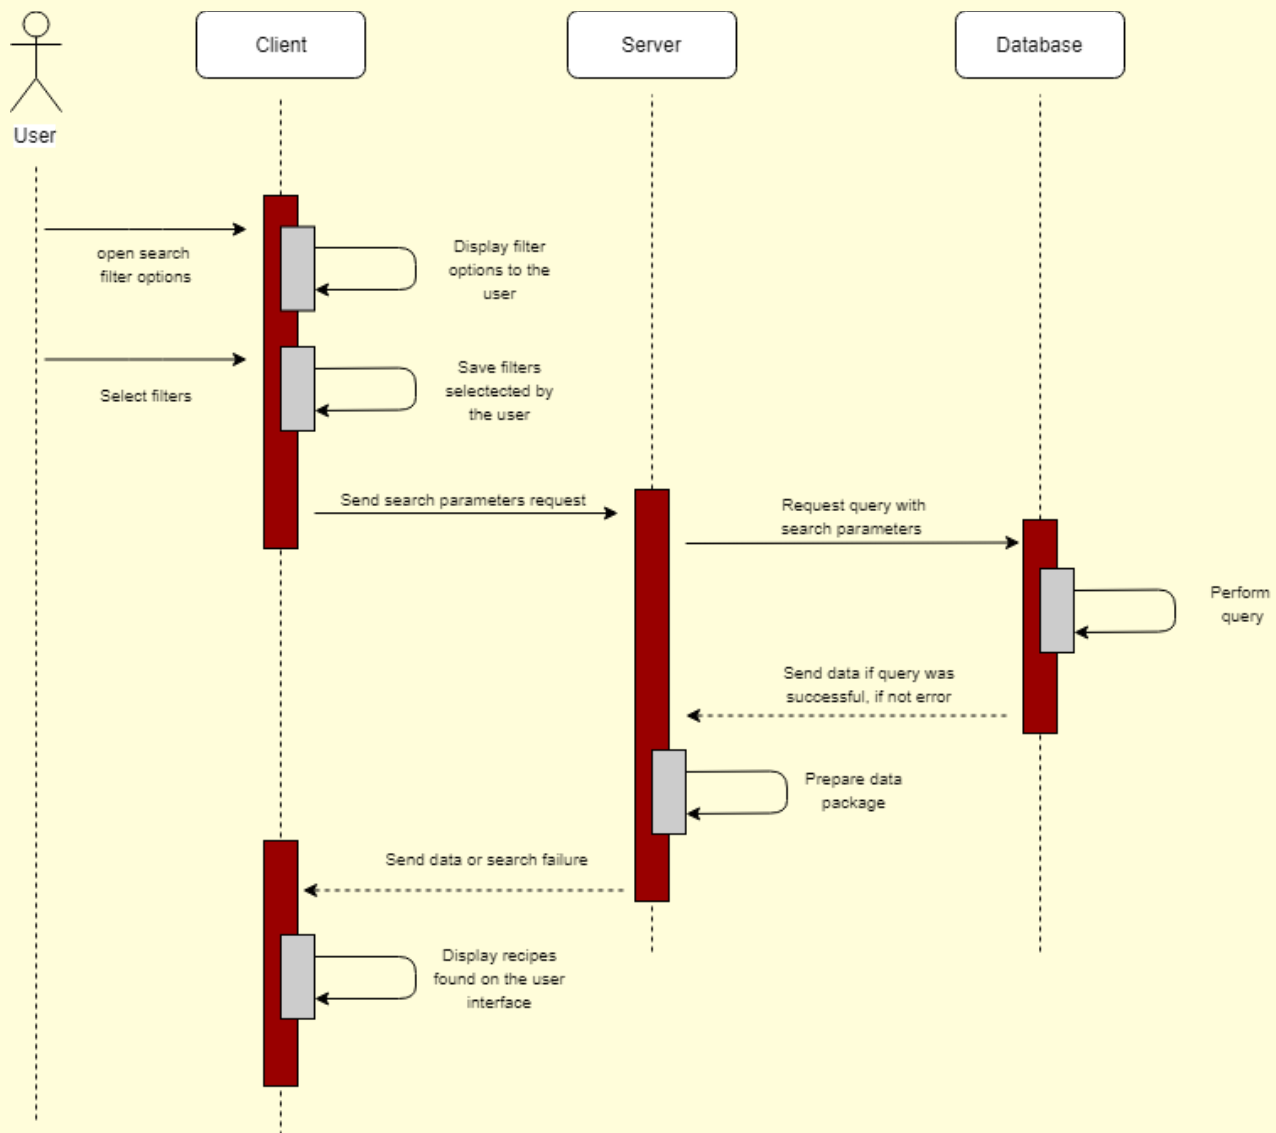 Client
Server
Database
User
open search
filter options
Display filter
options to the
user
Select filters
Save filters
selectected by
the user
Send search parameters request
Request query with
search parameters
Perform
query
Send data if query was
successful, if not error
Prepare data
package
Send data or search failure
Display recipes
found on the user
interface